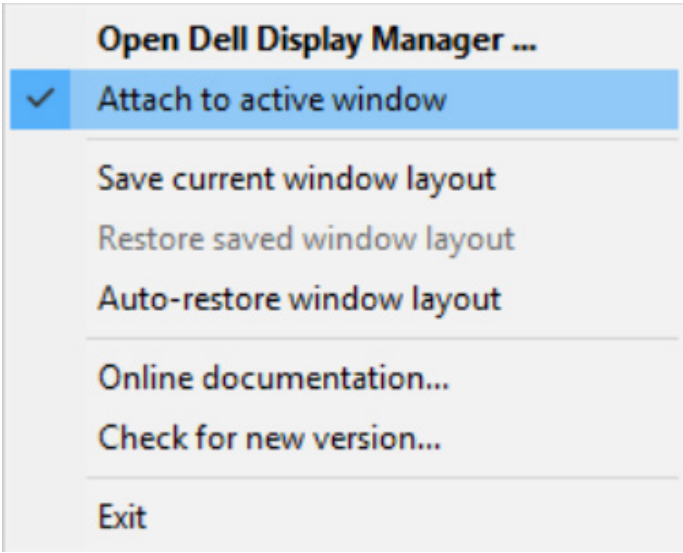 Open Dell Display Manager ...
Attach to active window
Save current window layout
Restore saved window layout
Auto-restore window layout
Online documentation...
Check for new version...
Exit